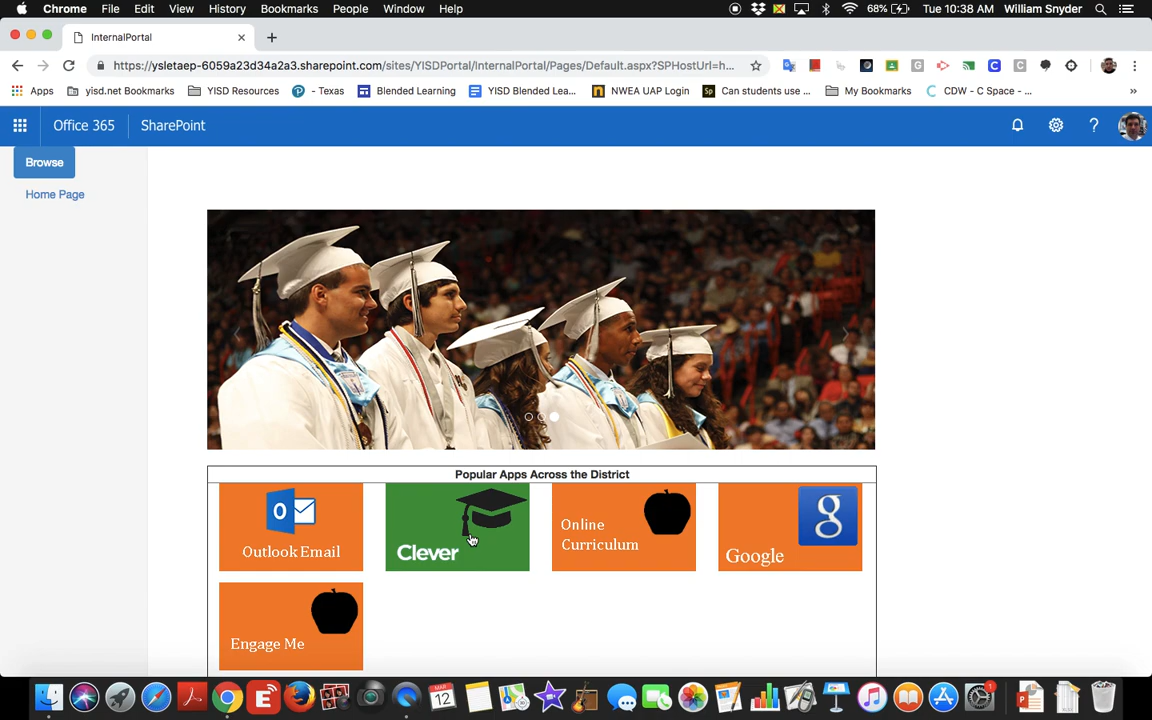 Chrome File Edit View History Bookmarks People Window Help 68% Tue 10:38 AM William Snyder
InternalPortal
https://ysletaep-6059a23d34a2a3.sharepoint.com/sites/YISDPortal/InternalPortal/Pages/Default.aspx?SPHostUrl=h...
Apps yisd.net Bookmarks YISD Resources - Texas Blended Learning YISD Blended Lea... NWEA UAP Login Sp Can students use ... My Bookmarks CDW - C Space - ... »
Office 365 SharePoint ?
Browse
Home Page
Popular Apps Across the District
Outlook Email
Clever
Online
Curriculum
Google
Engage Me